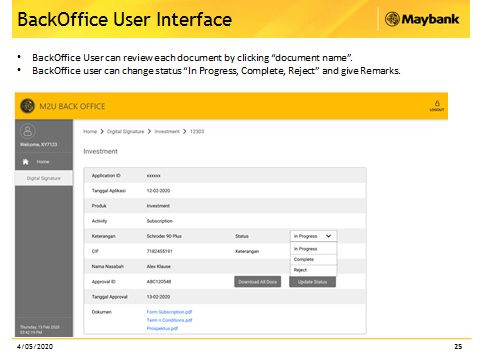 BackOffice User Interface
Maybank
• BackOffice User can review each document by clicking “document name”.
• BackOffice user can change status “In Progress, Complete, Reject” and give Remarks.
M2U BACK OFFICE
LOGOUT
Welcome, XY7123
Home
Digital Signature
Home > Digital Signature > Investment > 12303
Investment
Application ID xxxxxx
Tanggal Aplikasi 12-02-2020
Produk Investment
Activity Subscription
Keterangan Schroder 90 Plus Status In Progress
In Progress
CIF 7182455191 Keterangan
Complete
Nama Nasabah Alex Klause
Reject
Approval ID ABC120548 Download All Docs Update Status
Tanggal Approval 13-02-2020
Dokumen Form Subscription.pdf
Term n Conditions.pdf
Prospektus.pdf
Thursday, 13 Feb 2020
03:42:19 PM
4/05/2020
25